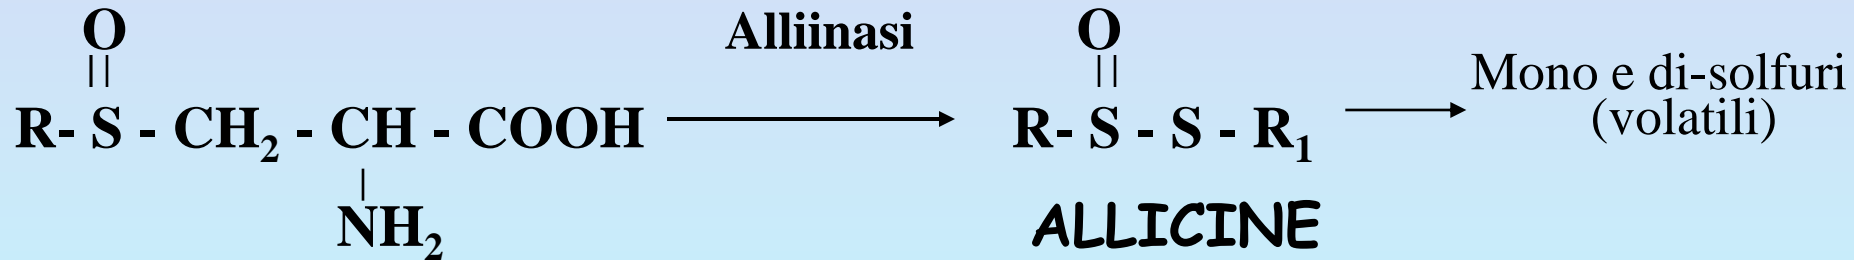 O Alliinasi O
|| || Mono e di-solfuri
R- S - CH₂ - CH - COOH R- S - S - R₁ (volatili)
|
NH₂ ALLICINE